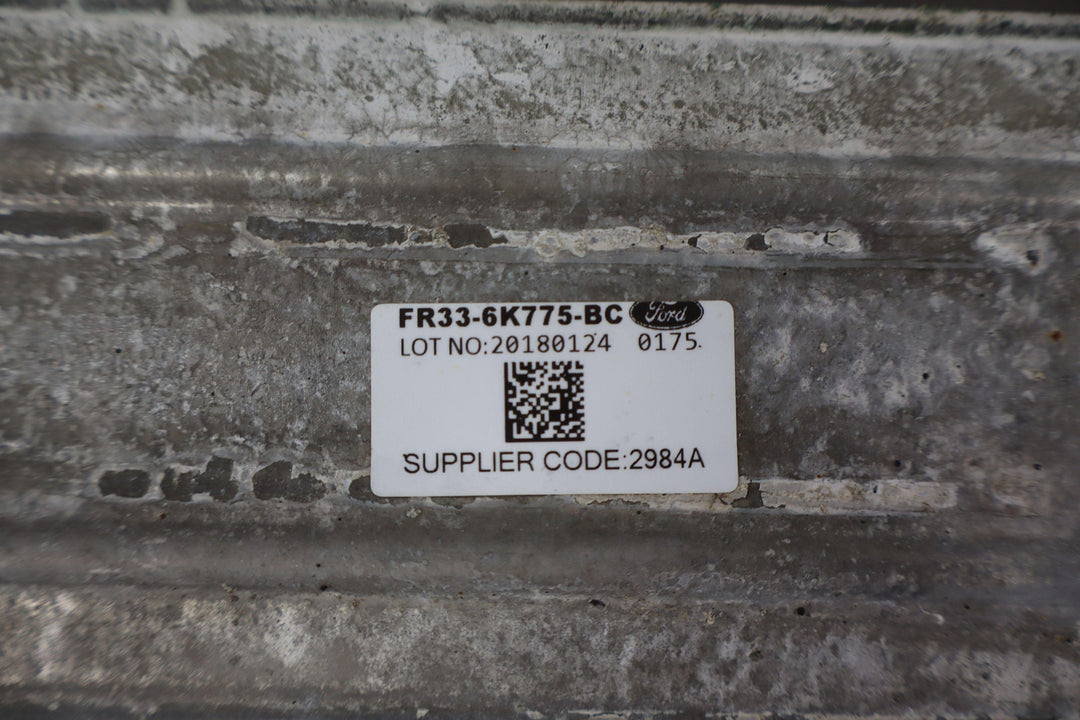 FR33-6K775-BC Ford
LOT NO:20180124 0175
SUPPLIER CODE:2984A